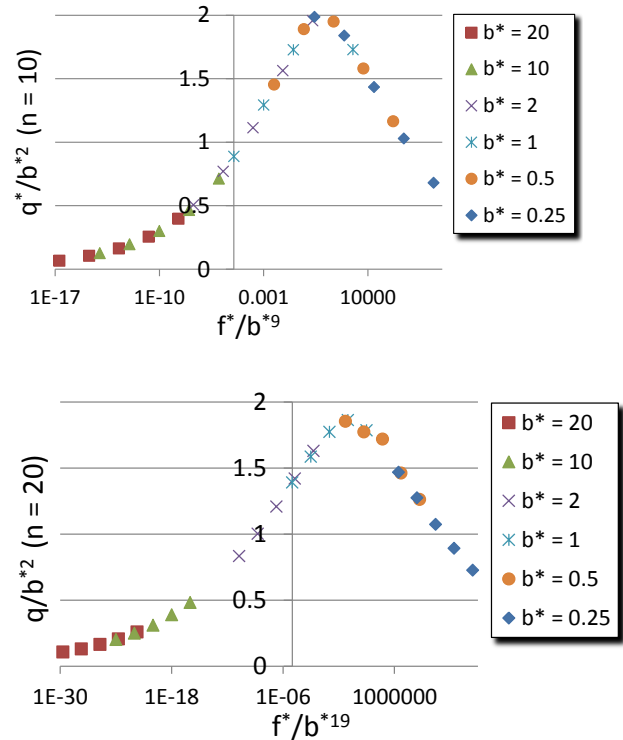 2
1.5
1
0.5
0
1E-17
1E-10
0.001
10000
q*/b*2 (n = 10)
f*/b*9
b* = 20
b* = 10
b* = 2
b* = 1
b* = 0.5
b* = 0.25
2
1.5
1
0.5
0
1E-30
1E-18
1E-06
1000000
q/b*2 (n = 20)
f*/b*19
b* = 20
b* = 10
b* = 2
b* = 1
b* = 0.5
b* = 0.25